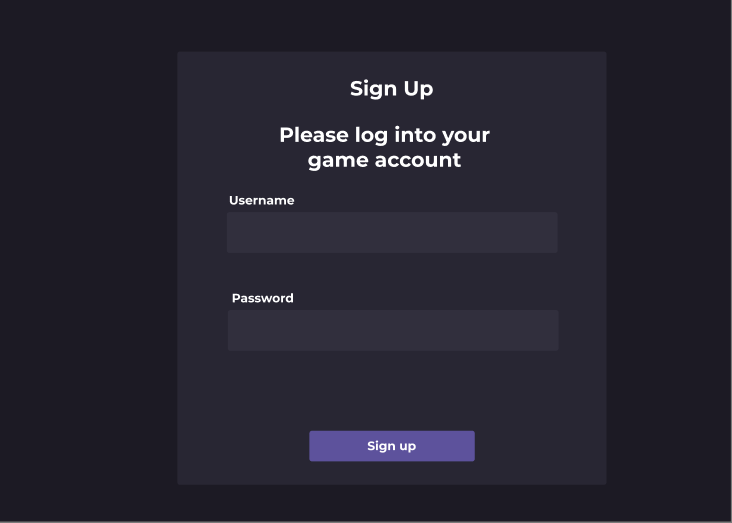 Sign Up
Please log into your
game account
Username
Password
Sign up